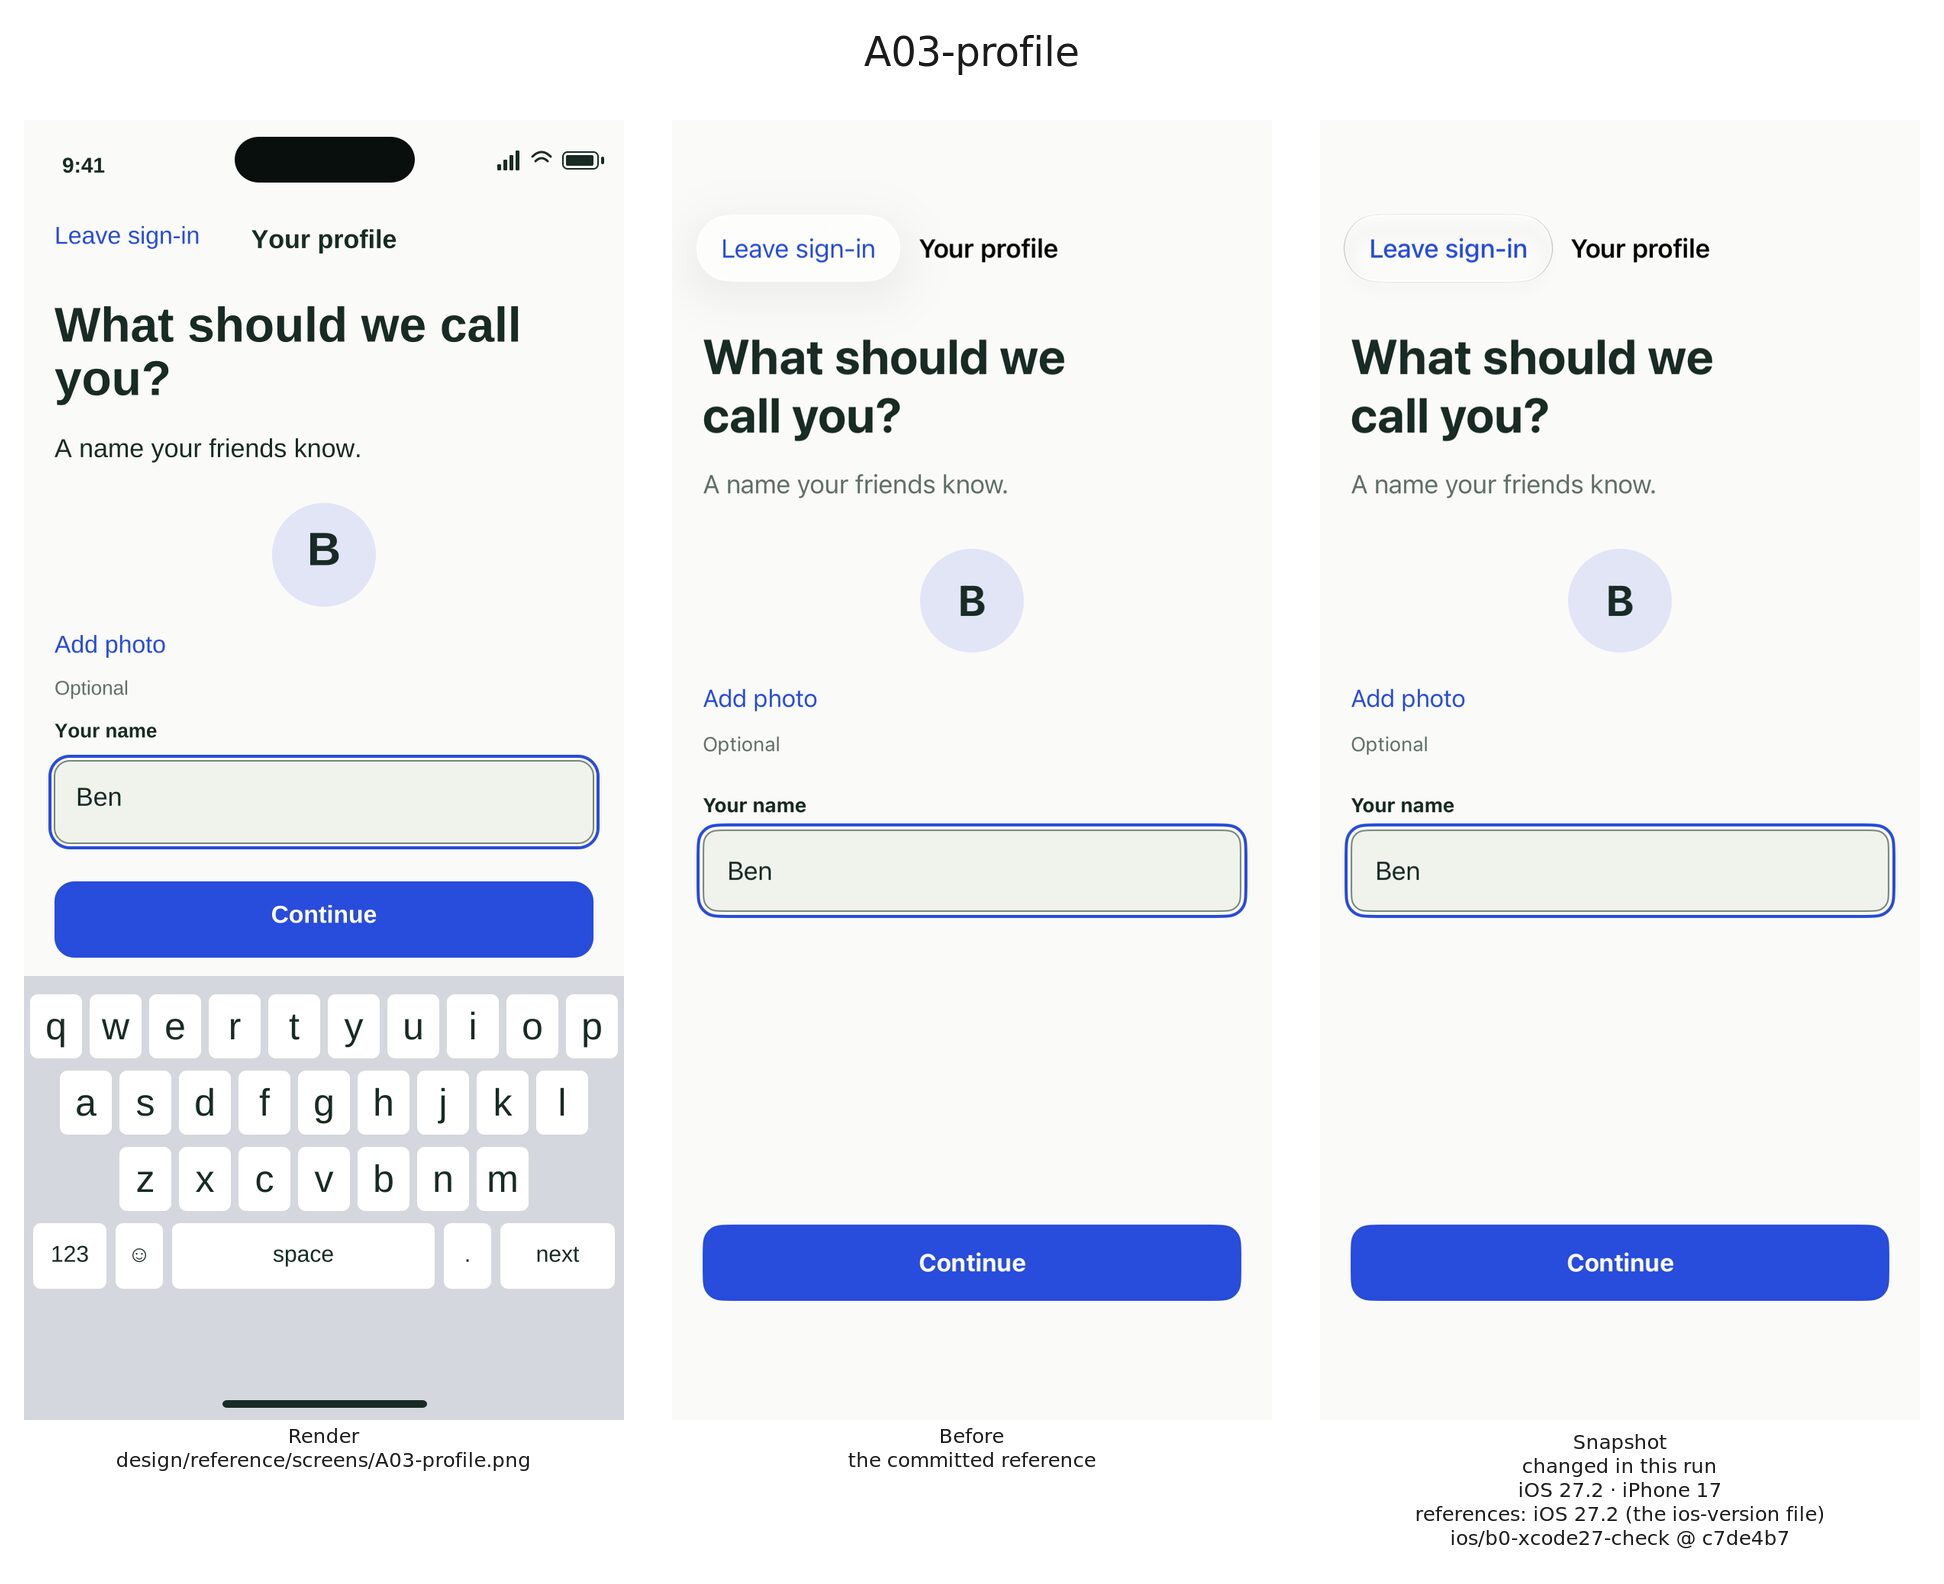 A03-profile
9:41
Leave sign-in
Your profile
What should we call
you?
A name your friends know.
B
Add photo
Optional
Your name
Ben
Continue
q w e r t y u i o p
a s d f g h j k l
z x c v b n m
123 ☺ space . next
Render
design/reference/screens/A03-profile.png
Leave sign-in
Your profile
What should we
call you?
A name your friends know.
B
Add photo
Optional
Your name
Ben
Continue
Before
the committed reference
Leave sign-in
Your profile
What should we
call you?
A name your friends know.
B
Add photo
Optional
Your name
Ben
Continue
Snapshot
changed in this run
iOS 27.2 · iPhone 17
references: iOS 27.2 (the ios-version file)
ios/b0-xcode27-check @ c7de4b7